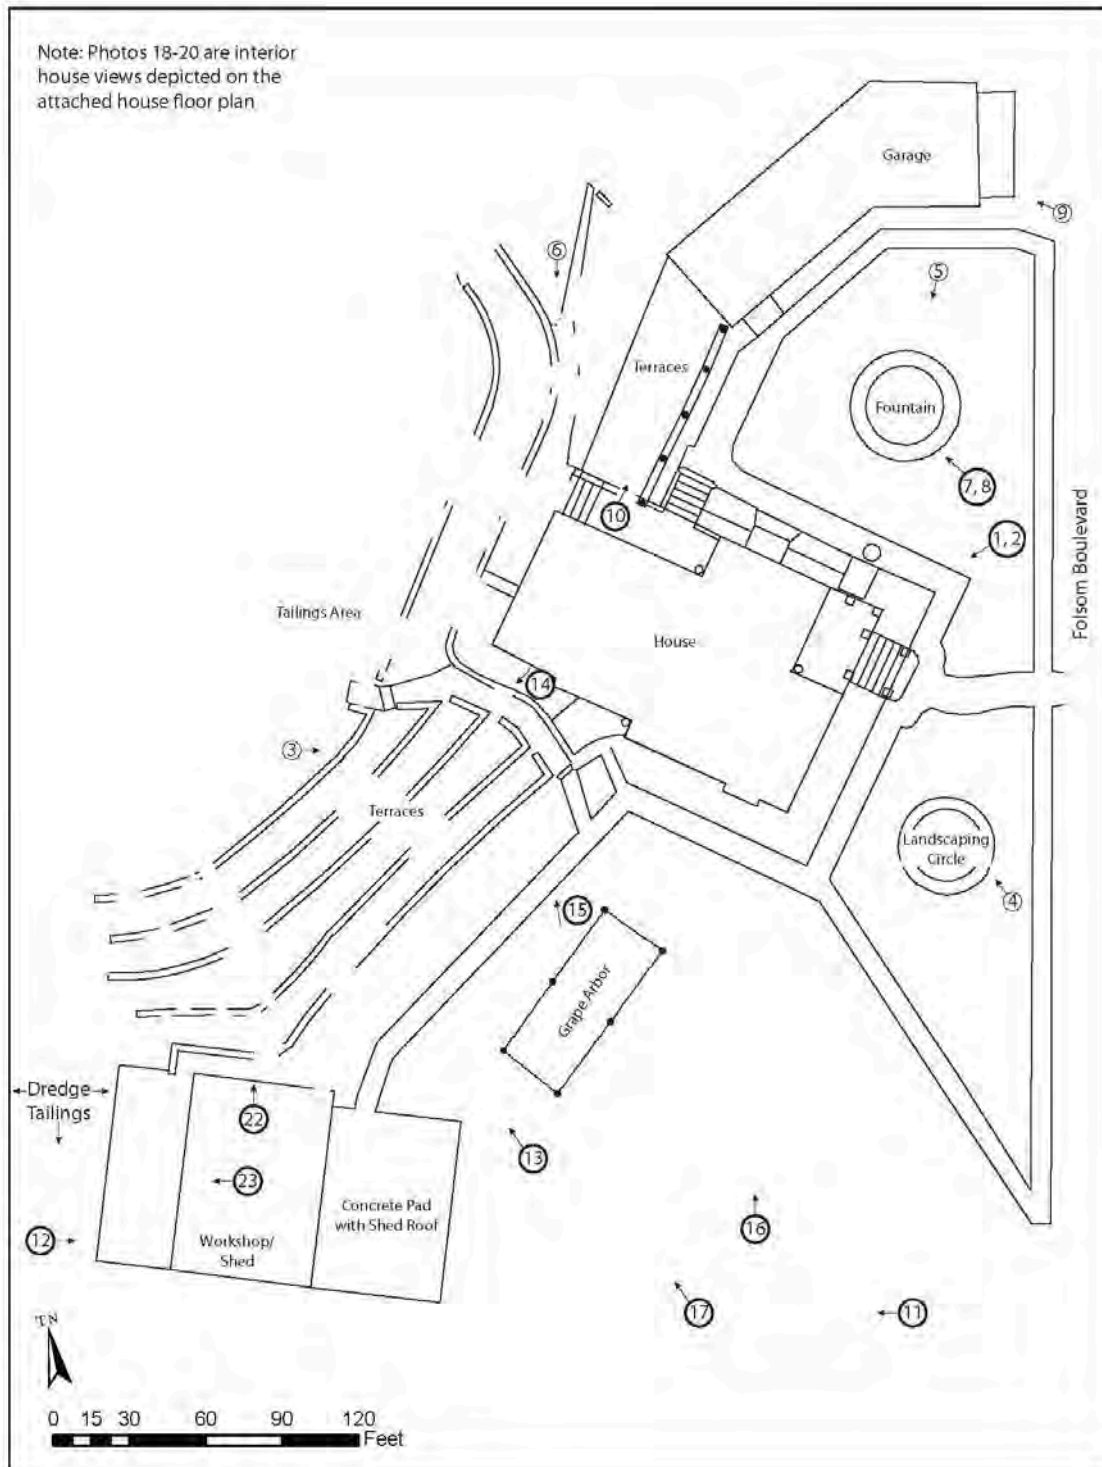 Note: Photos 18-20 are interior
house views depicted on the
attached house floor plan
Garage
9
6
5
Terraces
Fountain
7, 8
10
1, 2
Folsom Boulevard
Tailings Area
House
14
3
Terraces
Landscaping
Circle
4
15
Grape Arbor
Dredge
Tailings
22
13
23
Concrete Pad
with Shed Roof
12
Workshop/
Shed
16
17
11
TN
0 15 30 60 90 120
Feet